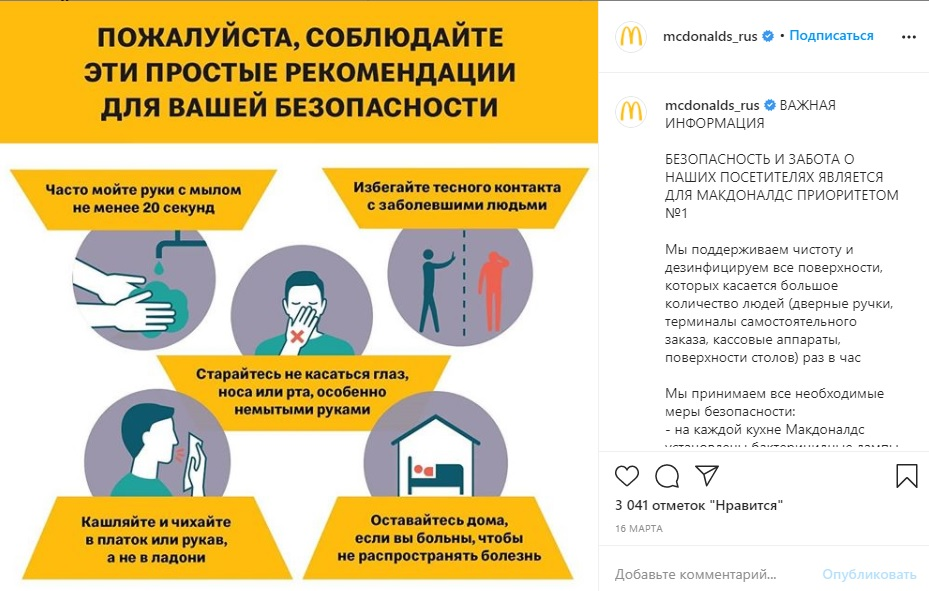 ПОЖАЛУЙСТА, СОБЛЮДАЙТЕ
ЭТИ ПРОСТЫЕ РЕКОМЕНДАЦИИ
ДЛЯ ВАШЕЙ БЕЗОПАСНОСТИ
Часто мойте руки с мылом
не менее 20 секунд
Избегайте тесного контакта
с заболевшими людьми
Старайтесь не касаться глаз,
носа или рта, особенно
немытыми руками
Кашляйте и чихайте
в платок или рукав,
а не в ладони
Оставайтесь дома,
если вы больны, чтобы
не распространять болезнь
mcdonalds_rus • Подписаться
mcdonalds_rus ВАЖНАЯ
ИНФОРМАЦИЯ
БЕЗОПАСНОСТЬ И ЗАБОТА О
НАШИХ ПОСЕТИТЕЛЯХ ЯВЛЯЕТСЯ
ДЛЯ МАКДОНАЛДС ПРИОРИТЕТОМ
№1
Мы поддерживаем чистоту и
дезинфицируем все поверхности,
которых касается большое
количество людей (дверные ручки,
терминалы самостоятельного
заказа, кассовые аппараты,
поверхности столов) раз в час
Мы принимаем все необходимые
меры безопасности:
- на каждой кухне Макдоналдс
установлены бактерицидные лампы
3 041 отметок "Нравится"
16 МАРТА
Добавьте комментарий... Опубликовать